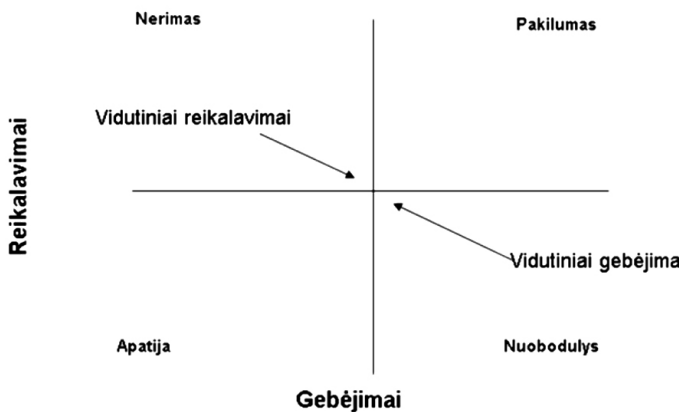 Nerimas
Pakilumas
Vidutiniai reikalavimai
Reikalavimai
Vidutiniai gebėjima
Apatija
Nuobodulys
Gebėjimai